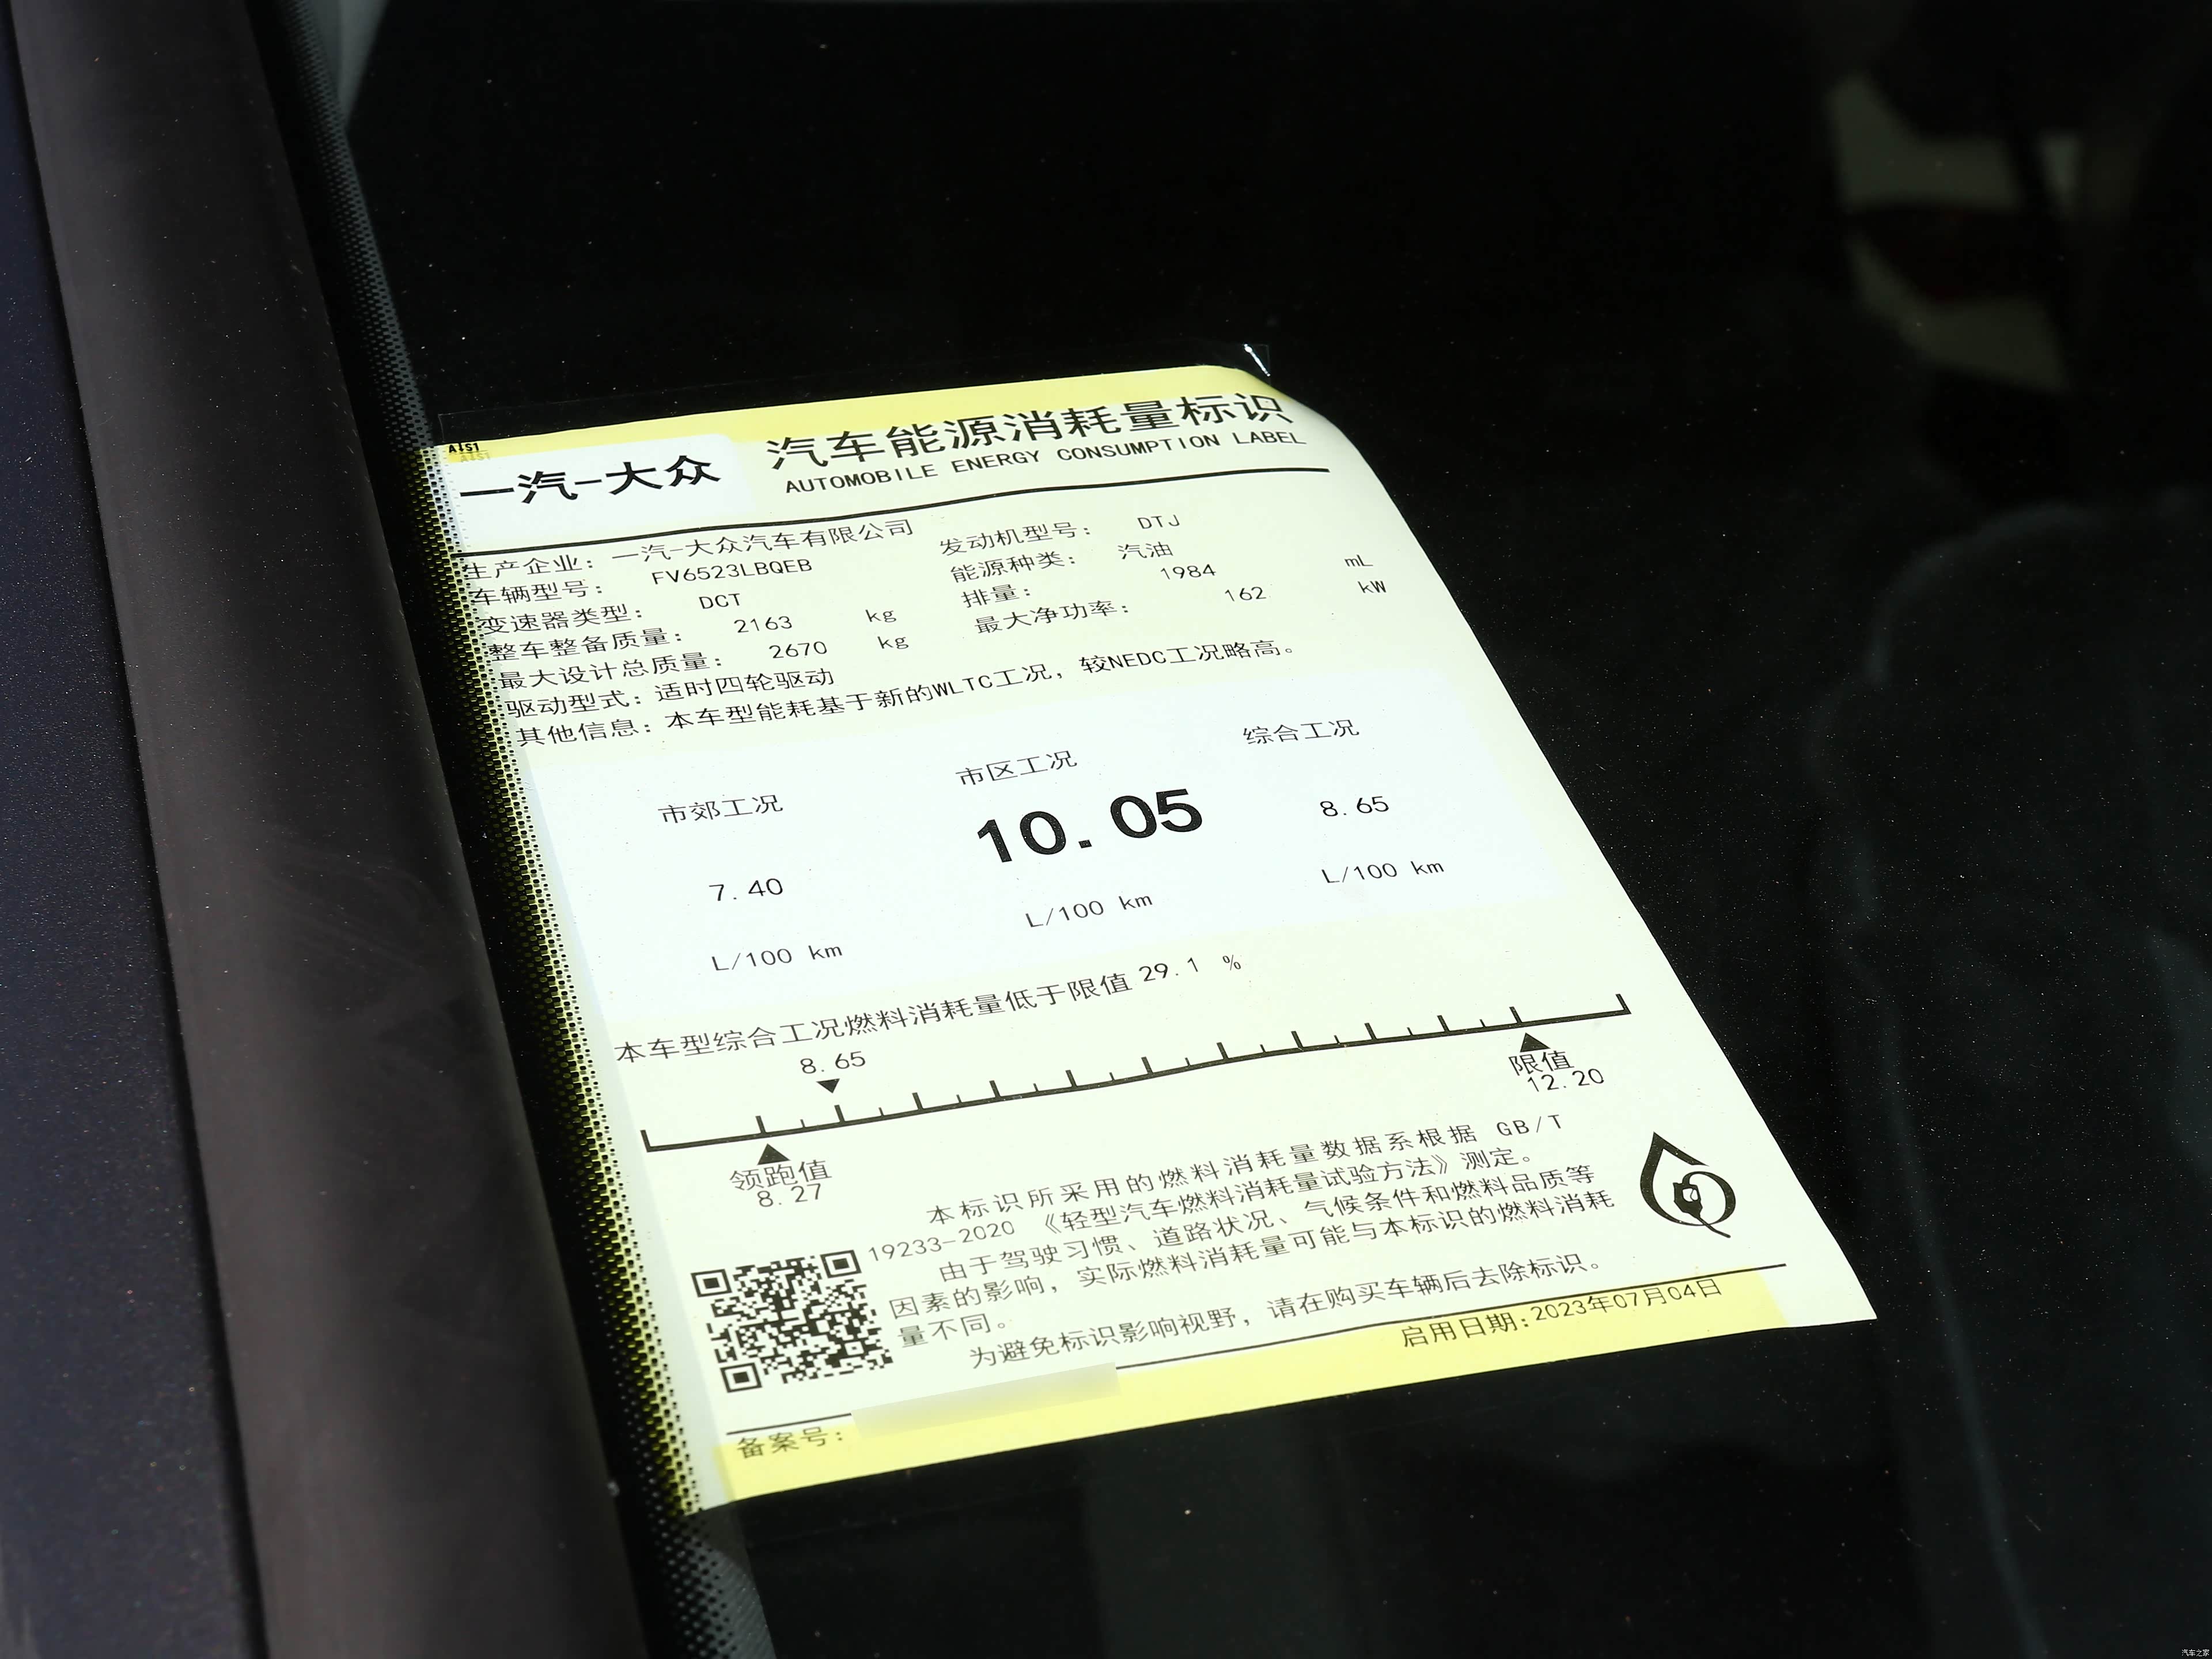 A1S1
一汽-大众
汽车能源消耗量标识
AUTOMOBILE ENERGY CONSUMPTION LABEL
生产企业：一汽-大众汽车有限公司
发动机型号：DTJ
车辆型号：FV6523LBQEB
能源种类：汽油
变速器类型：DCT
排量：1984 mL
整车整备质量：2163 kg
最大净功率：162 kW
最大设计总质量：2670 kg
驱动型式：适时四轮驱动
其他信息：本车型能耗基于新的WLTC工况，较NEDC工况略高。
市郊工况
市区工况
综合工况
7.40
10.05
8.65
L/100 km
L/100 km
L/100 km
本车型综合工况燃料消耗量低于限值 29.1 %
8.65
限值
12.20
领跑值
8.27
本标识所采用的燃料消耗量数据系根据 GB/T
19233-2020 《轻型汽车燃料消耗量试验方法》测定。
由于驾驶习惯、道路状况、气候条件和燃料品质等
因素的影响，实际燃料消耗量可能与本标识的燃料消耗
量不同。
为避免标识影响视野，请在购买车辆后去除标识。
备案号：
启用日期：2023年07月04日
汽车之家